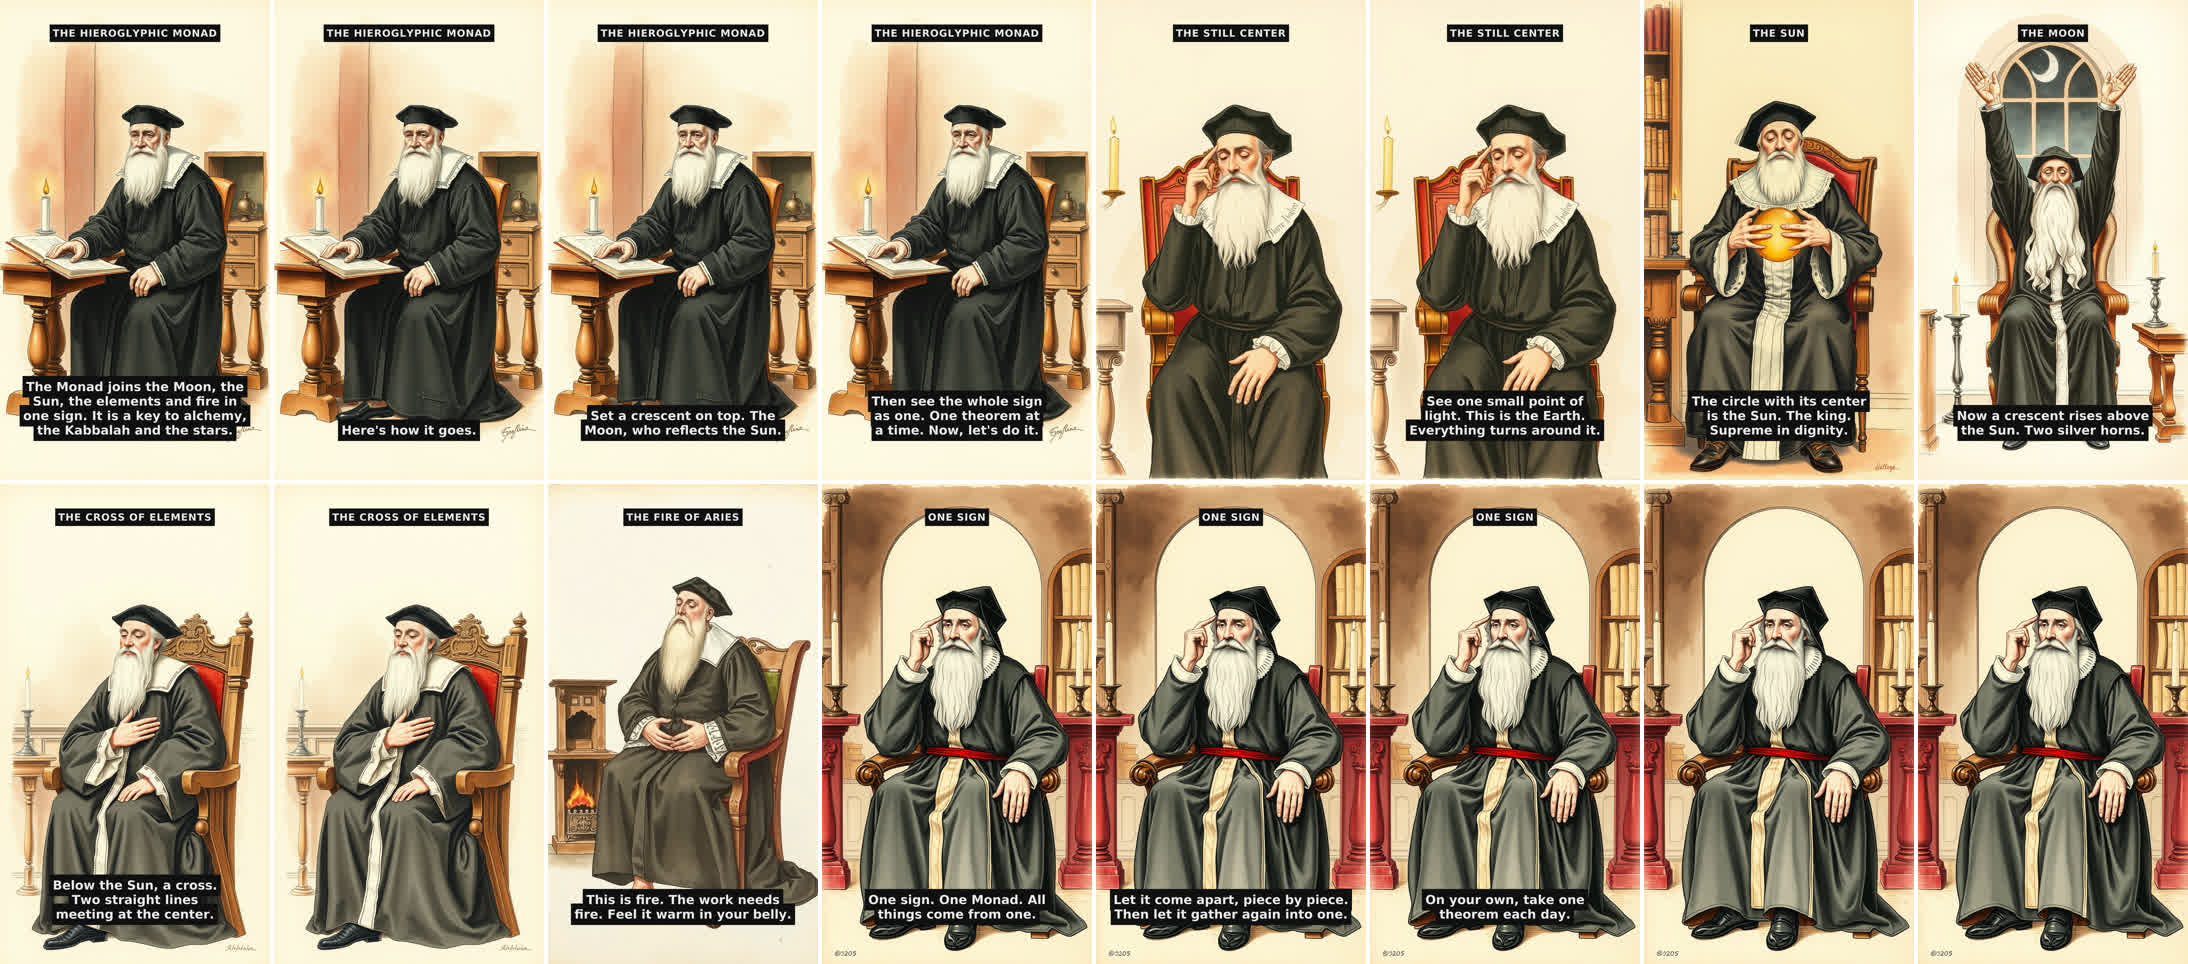 THE HIEROGLYPHIC MONAD
The Monad joins the Moon, the
Sun, the elements and fire in
one sign. It is a key to alchemy,
the Kabbalah and the stars.
THE HIEROGLYPHIC MONAD
Here's how it goes.
THE HIEROGLYPHIC MONAD
Set a crescent on top. The
Moon, who reflects the Sun.
THE HIEROGLYPHIC MONAD
Then see the whole sign
as one. One theorem at
a time. Now, let's do it.
THE STILL CENTER
THE STILL CENTER
See one small point of
light. This is the Earth.
Everything turns around it.
THE SUN
The circle with its center
is the Sun. The king.
Supreme in dignity.
THE MOON
Now a crescent rises above
the Sun. Two silver horns.
THE CROSS OF ELEMENTS
Below the Sun, a cross.
Two straight lines
meeting at the center.
THE CROSS OF ELEMENTS
THE FIRE OF ARIES
This is fire. The work needs
fire. Feel it warm in your belly.
ONE SIGN
One sign. One Monad. All
things come from one.
ONE SIGN
Let it come apart, piece by piece.
Then let it gather again into one.
ONE SIGN
On your own, take one
theorem each day.